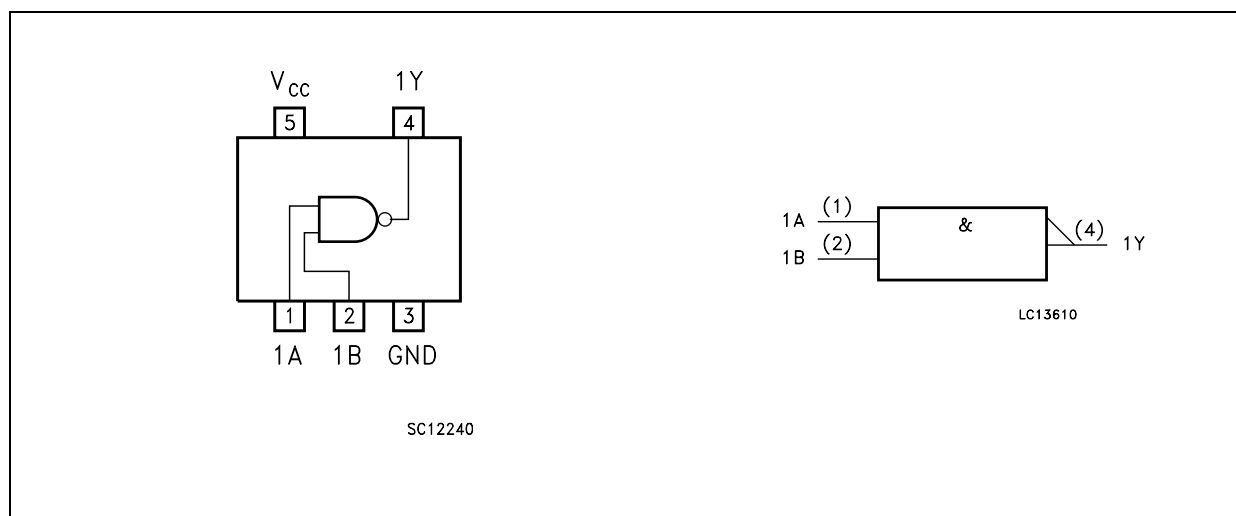 VCC 1Y
5 4
1 2 3
1A 1B GND
SC12240
1A (1)
1B (2)
&
(4) 1Y
LC13610